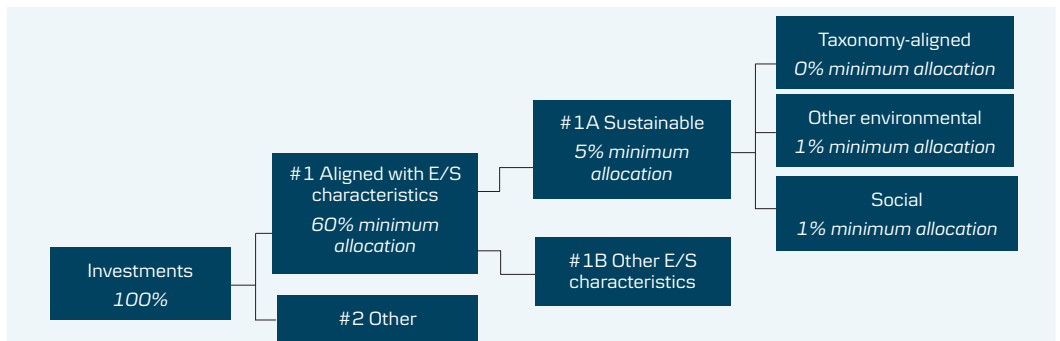 Investments
100%
#1 Aligned with E/S
characteristics
60% minimum
allocation
#2 Other
#1A Sustainable
5% minimum
allocation
#1B Other E/S
characteristics
Taxonomy-aligned
0% minimum allocation
Other environmental
1% minimum allocation
Social
1% minimum allocation